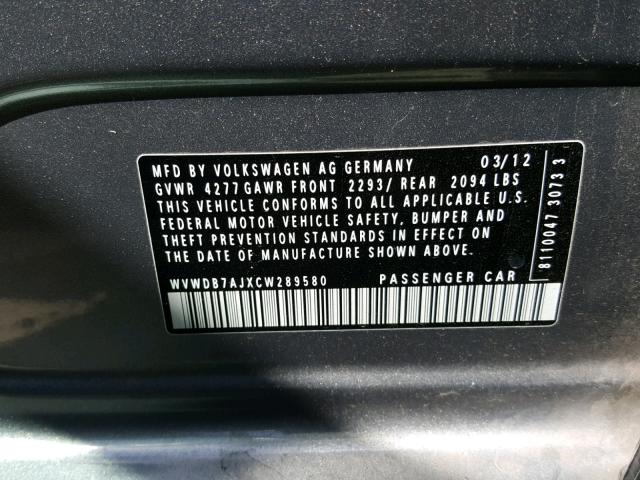 MFD BY VOLKSWAGEN AG GERMANY 03/12
GVWR 4277 GAWR FRONT 2293/ REAR 2094 LBS
THIS VEHICLE CONFORMS TO ALL APPLICABLE U.S.
FEDERAL MOTOR VEHICLE SAFETY, BUMPER AND
THEFT PREVENTION STANDARDS IN EFFECT ON
THE DATE OF MANUFACTURE SHOWN ABOVE.
WVWDB7AJXCW289580 PASSENGER CAR
8110047 3073 3